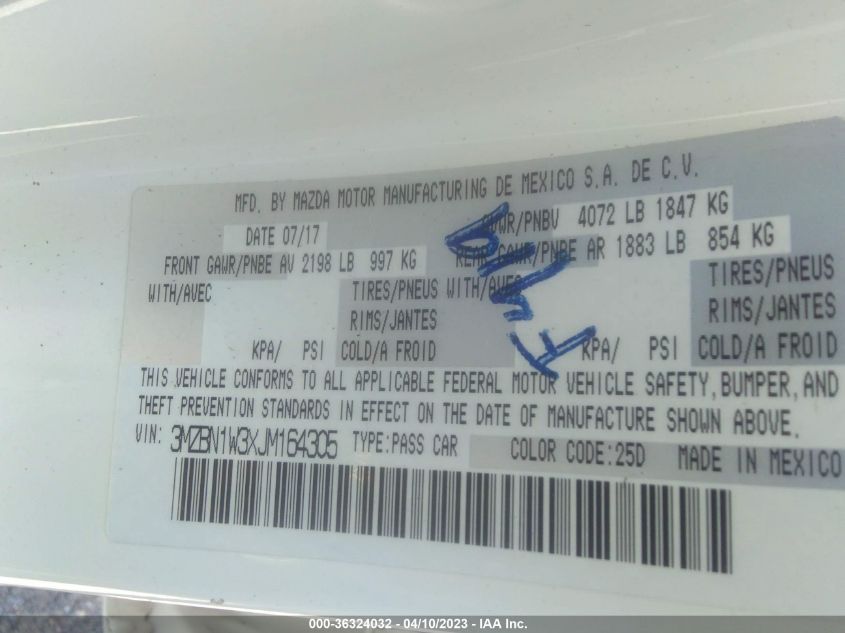 MFD. BY MAZDA MOTOR MANUFACTURING DE MEXICO S.A. DE C.V.
DATE 07/17 GVWR/PNBV 4072 LB 1847 KG
FRONT GAWR/PNBE AV 2198 LB 997 KG REAR GAWR/PNBE AR 1883 LB 854 KG
WITH/AVEC TIRES/PNEUS WITH/AVEC TIRES/PNEUS
RIMS/JANTES RIMS/JANTES
KPA/ PSI COLD/A FROID KPA/ PSI COLD/A FROID
THIS VEHICLE CONFORMS TO ALL APPLICABLE FEDERAL MOTOR VEHICLE SAFETY, BUMPER, AND
THEFT PREVENTION STANDARDS IN EFFECT ON THE DATE OF MANUFACTURE SHOWN ABOVE.
VIN: 3MZBN1W3XJM164305 TYPE:PASS CAR COLOR CODE:25D MADE IN MEXICO
000-36324032 - 04/10/2023 - IAA Inc.